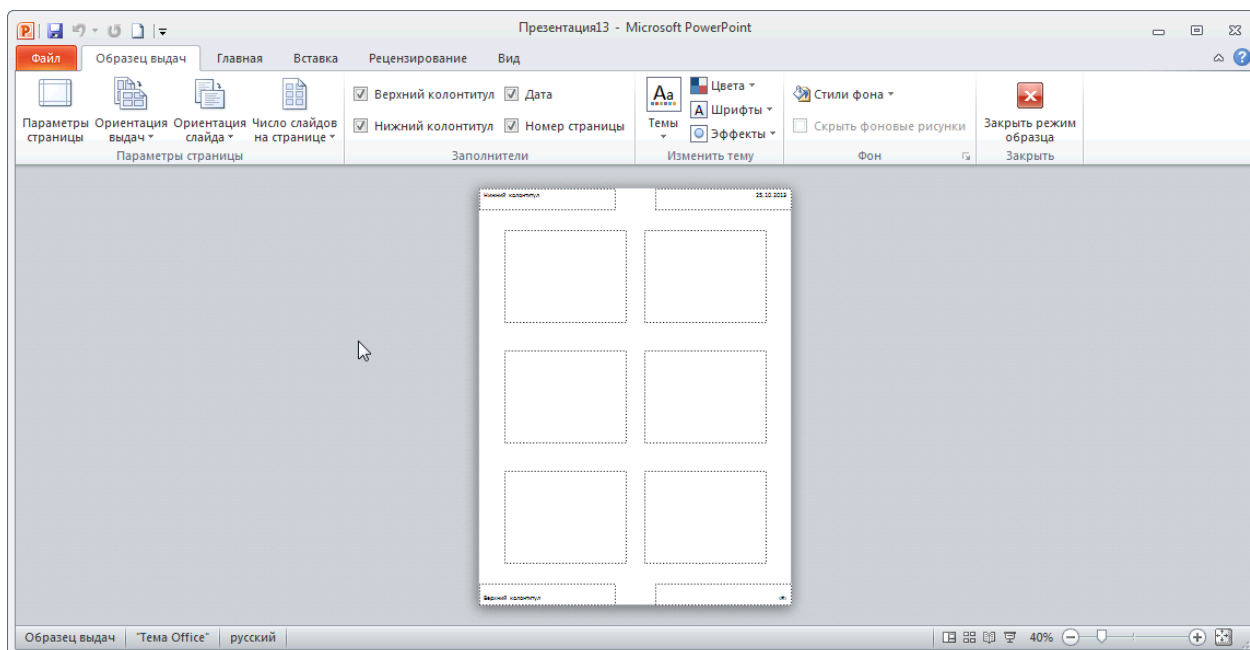 Презентация13 - Microsoft PowerPoint
Файл Образец выдач Главная Вставка Рецензирование Вид
Параметры страницы
Ориентация выдач
Ориентация слайда
Число слайдов на странице
Параметры страницы
Верхний колонтитул Дата
Нижний колонтитул Номер страницы
Заполнители
Aa
Темы
Цвета
Шрифты
Эффекты
Изменить тему
Стили фона
Скрыть фоновые рисунки
Фон
Закрыть режим образца
Закрыть
Нижний колонтитул 25.10.2013
Верхний колонтитул ‹#›
Образец выдач "Тема Office" русский 40%